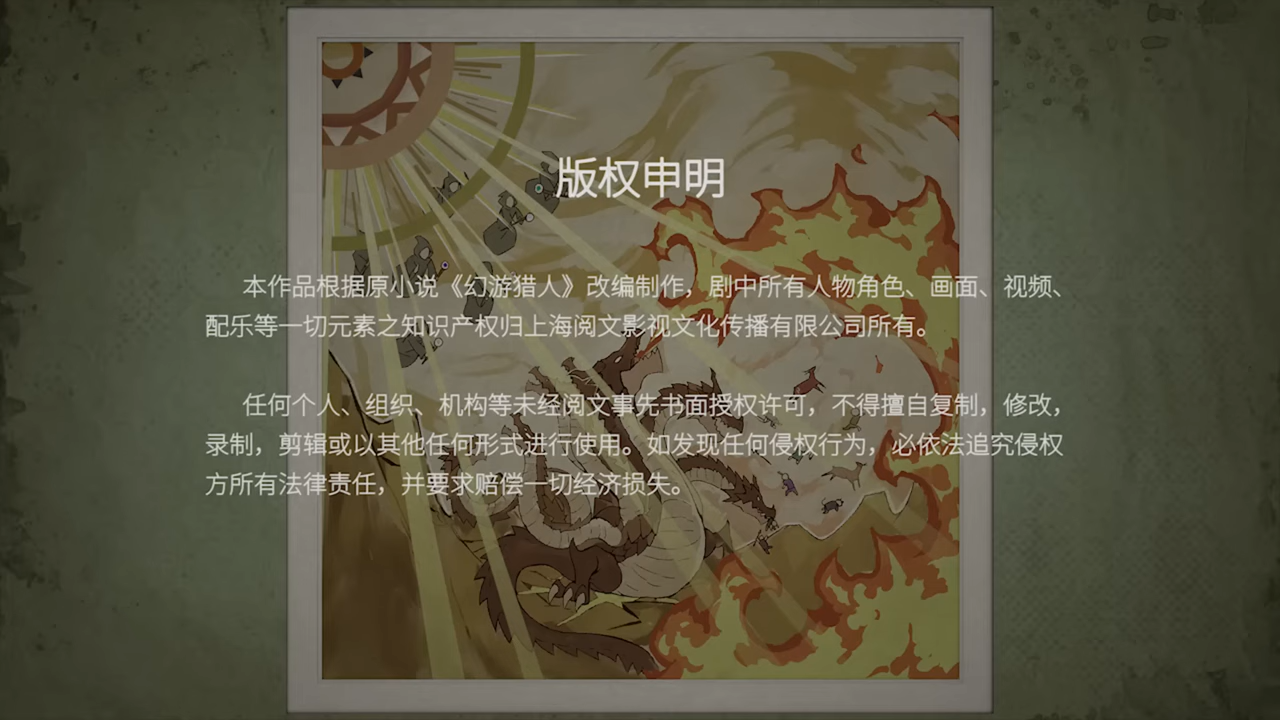 版权申明
本作品根据原小说《幻游猎人》改编制作，剧中所有人物角色、画面、视频、
配乐等一切元素之知识产权归上海阅文影视文化传播有限公司所有。
任何个人、组织、机构等未经阅文事先书面授权许可，不得擅自复制，修改，
录制，剪辑或以其他任何形式进行使用。如发现任何侵权行为，必依法追究侵权
方所有法律责任，并要求赔偿一切经济损失。